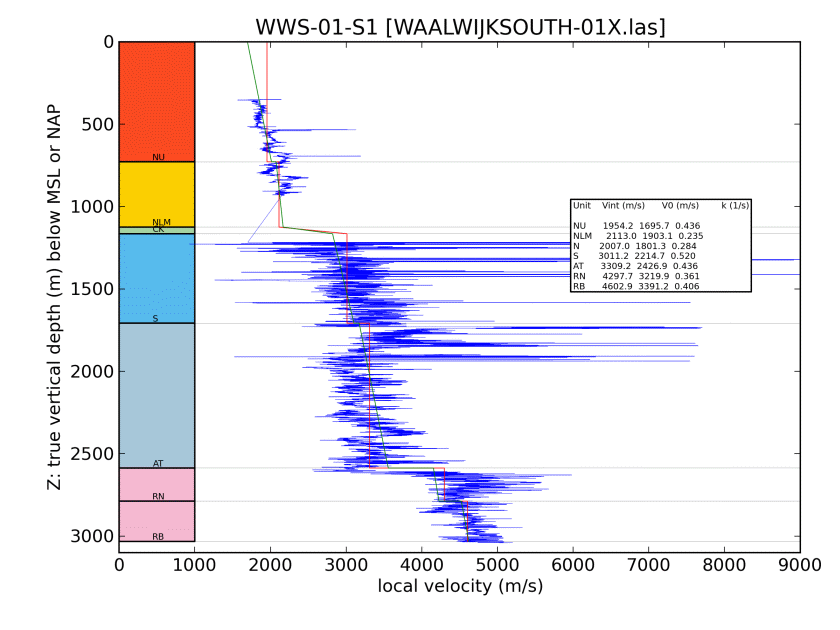 WWS-01-S1 [WAALWIJKSOUTH-01X.las]
0
500
1000
1500
2000
2500
3000
Z: true vertical depth (m) below MSL or NAP
NU
NLM
CK
S
AT
RN
RB
Unit Vint (m/s) V0 (m/s) k (1/s)
NU 1954.2 1695.7 0.436
NLM 2113.0 1903.1 0.235
N 2007.0 1801.3 0.284
S 3011.2 2214.7 0.520
AT 3309.2 2426.9 0.436
RN 4297.7 3219.9 0.361
RB 4602.9 3391.2 0.406
0 1000 2000 3000 4000 5000 6000 7000 8000 9000
local velocity (m/s)